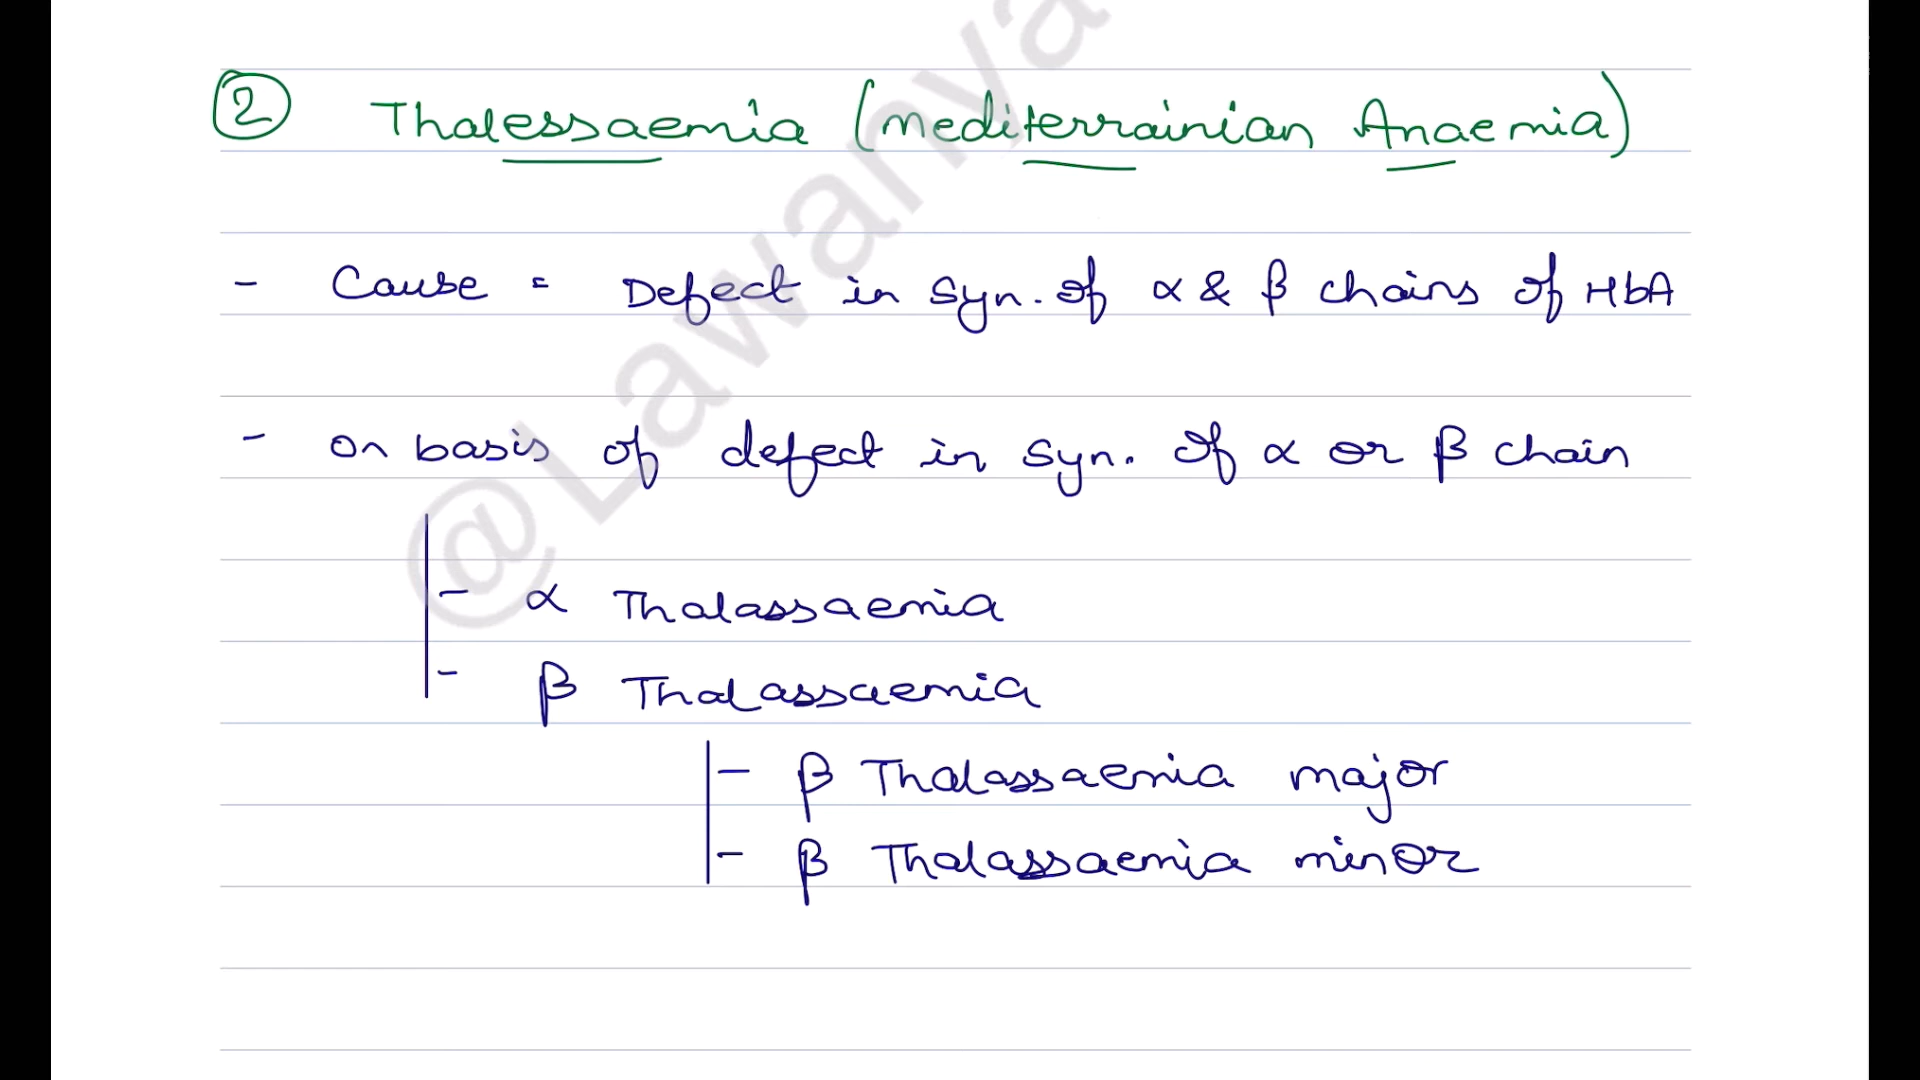 2 Thalessaemia (mediterrainian Anaemia)
- Cause = Defect in syn. of α & β chains of HbA
- on basis of defect in syn. of α or β chain
- α Thalassaemia
- β Thalassaemia
- β Thalassaemia major
- β Thalassaemia minor
@Lawanya